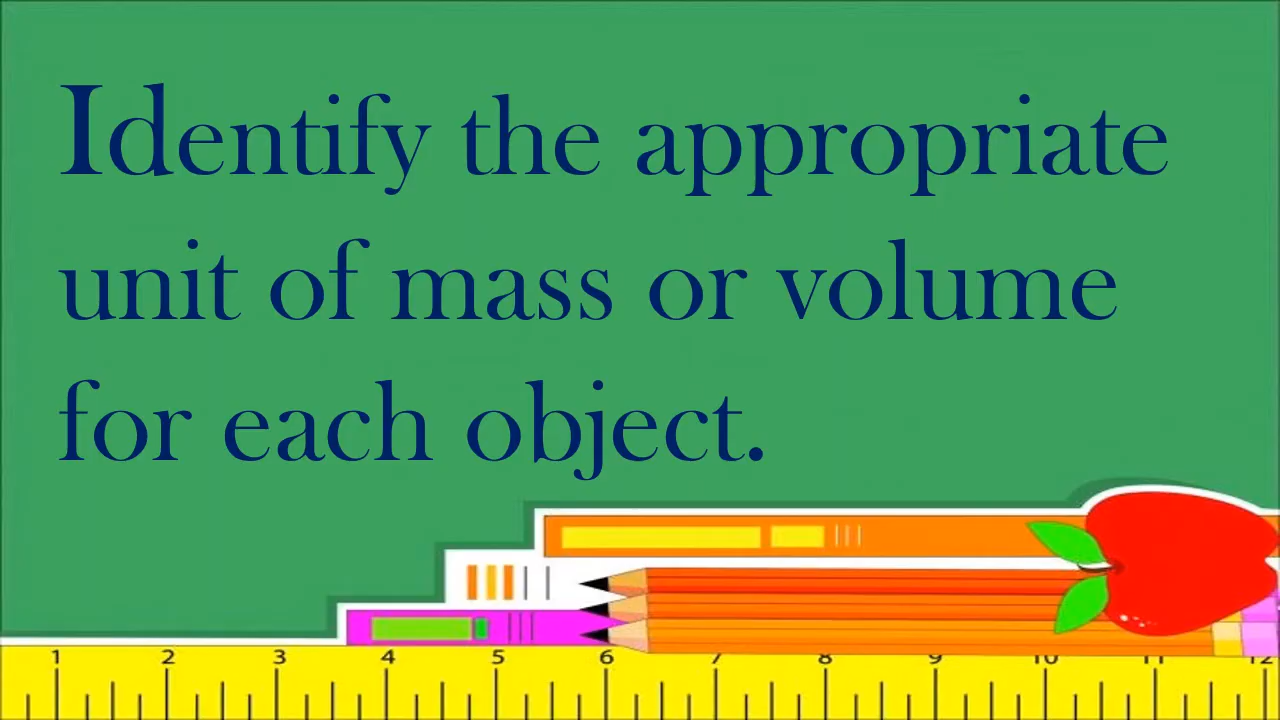 Identify the appropriate
unit of mass or volume
for each object.
1 2 3 4 5 6 7 8 9 10 11 12